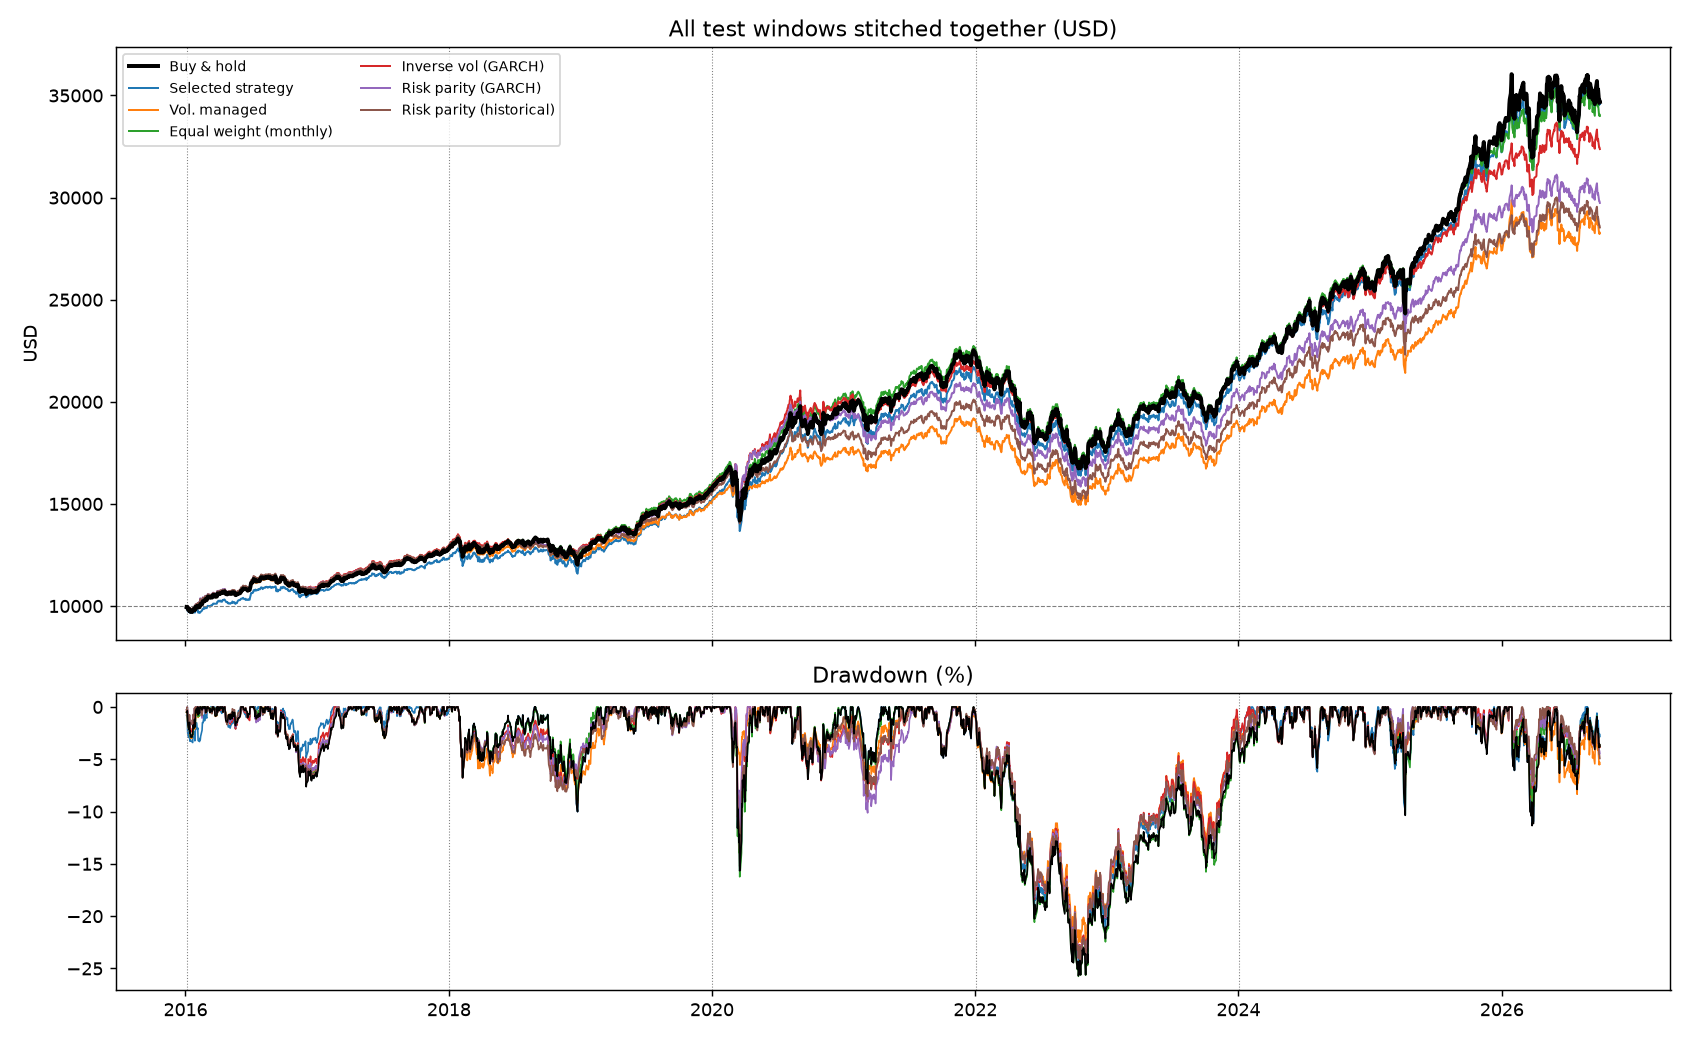 All test windows stitched together (USD)
Buy & hold
Selected strategy
Vol. managed
Equal weight (monthly)
Inverse vol (GARCH)
Risk parity (GARCH)
Risk parity (historical)
35000
30000
25000
20000
15000
10000
USD
Drawdown (%)
0
−5
−10
−15
−20
−25
2016
2018
2020
2022
2024
2026